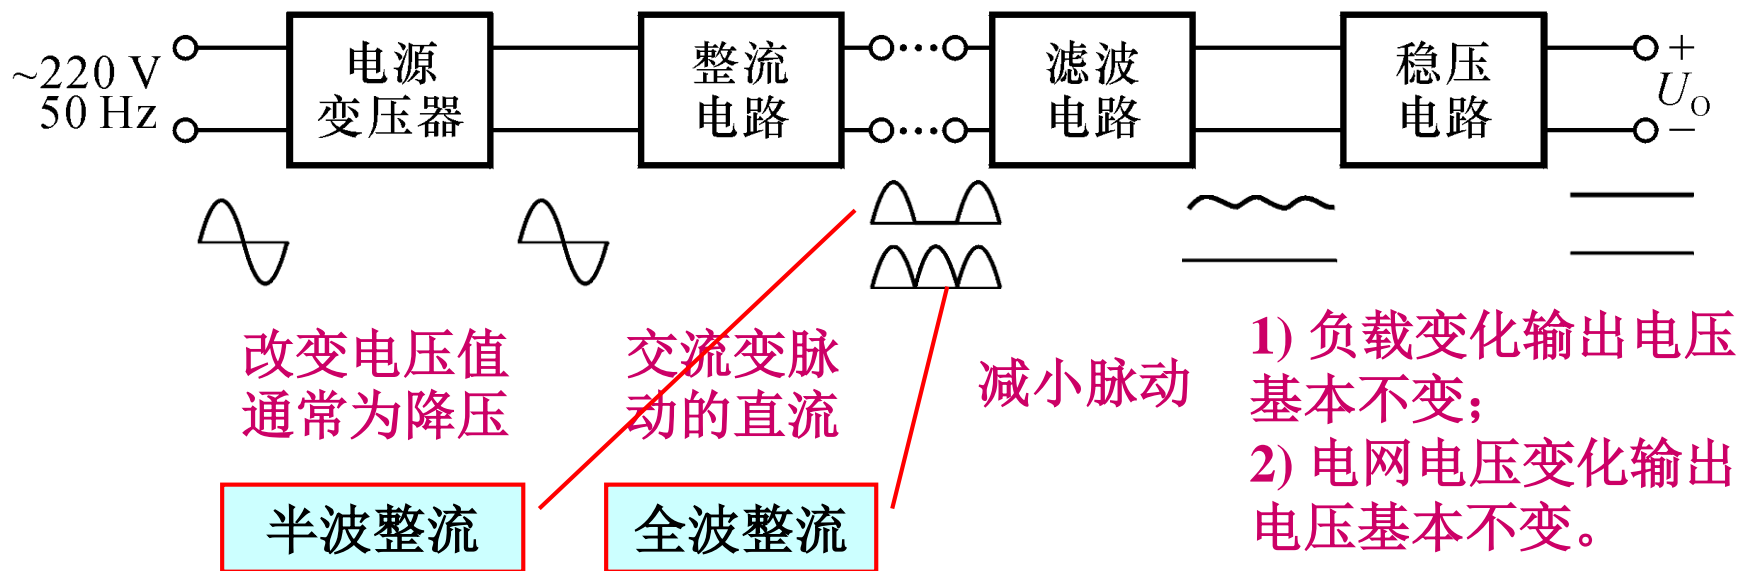 ~220 V
50 Hz
电源
变压器
整流
电路
滤波
电路
稳压
电路
+
U_O
−
改变电压值
通常为降压
交流变脉
动的直流
减小脉动
1) 负载变化输出电压
基本不变；
2) 电网电压变化输出
电压基本不变。
半波整流
全波整流